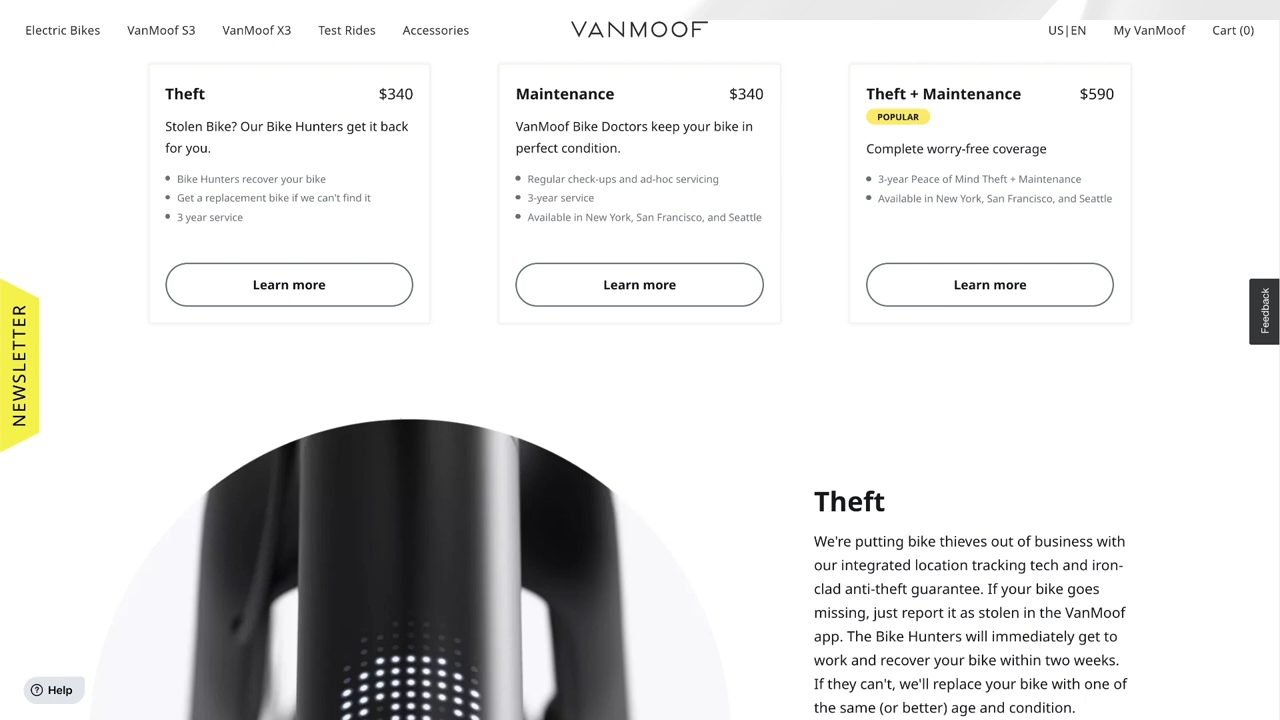 Electric Bikes VanMoof S3 VanMoof X3 Test Rides Accessories VANMOOF US|EN My VanMoof Cart (0)
Theft $340
Stolen Bike? Our Bike Hunters get it back
for you.
Bike Hunters recover your bike
Get a replacement bike if we can't find it
3 year service
Learn more
Maintenance $340
VanMoof Bike Doctors keep your bike in
perfect condition.
Regular check-ups and ad-hoc servicing
3-year service
Available in New York, San Francisco, and Seattle
Learn more
Theft + Maintenance $590
POPULAR
Complete worry-free coverage
3-year Peace of Mind Theft + Maintenance
Available in New York, San Francisco, and Seattle
Learn more
NEWSLETTER
Feedback
Theft
We're putting bike thieves out of business with
our integrated location tracking tech and iron-
clad anti-theft guarantee. If your bike goes
missing, just report it as stolen in the VanMoof
app. The Bike Hunters will immediately get to
work and recover your bike within two weeks.
If they can't, we'll replace your bike with one of
the same (or better) age and condition.
Help